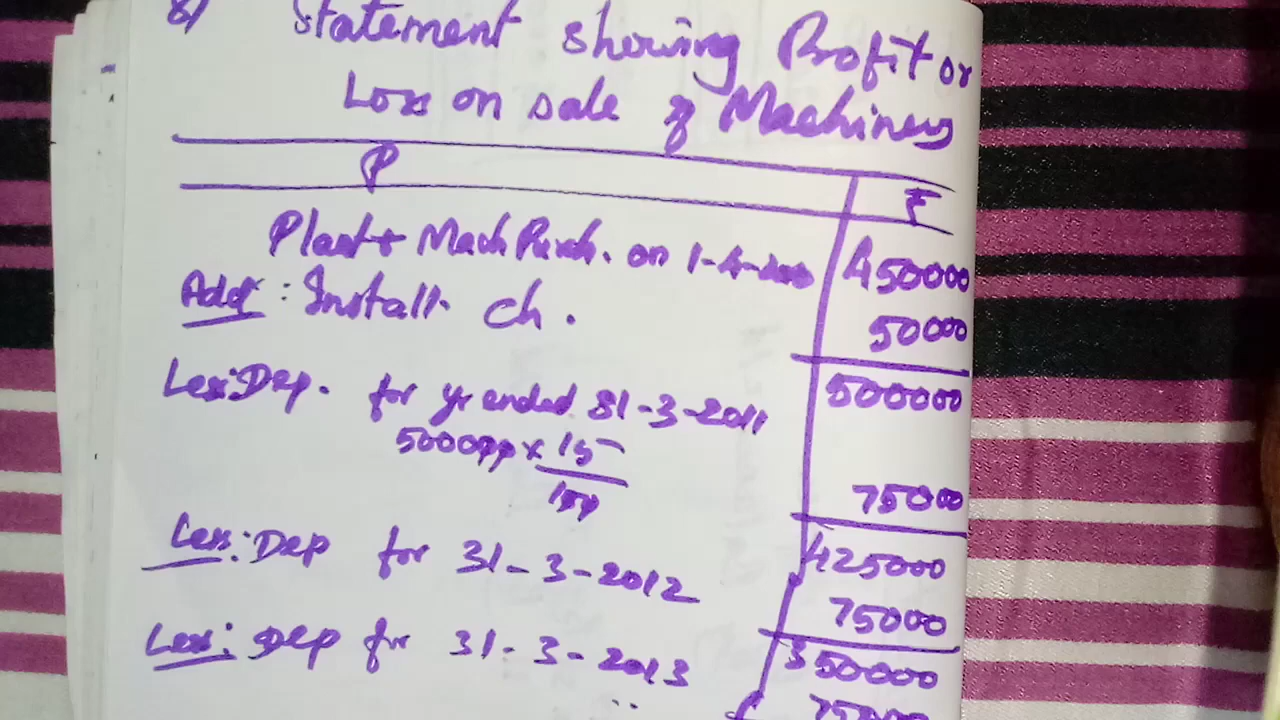 8) Statement showing Profit or
Loss on sale of Machinery
P ₹
Plant + Mach Purch. on 1-4- 450000
Add : Install. ch. 50000
500000
Less: Dep. for yr ended 31-3-2011
500000 x 15
100
75000
425000
Less: Dep for 31-3-2012
75000
350000
Less: Dep for 31-3-2013
75000